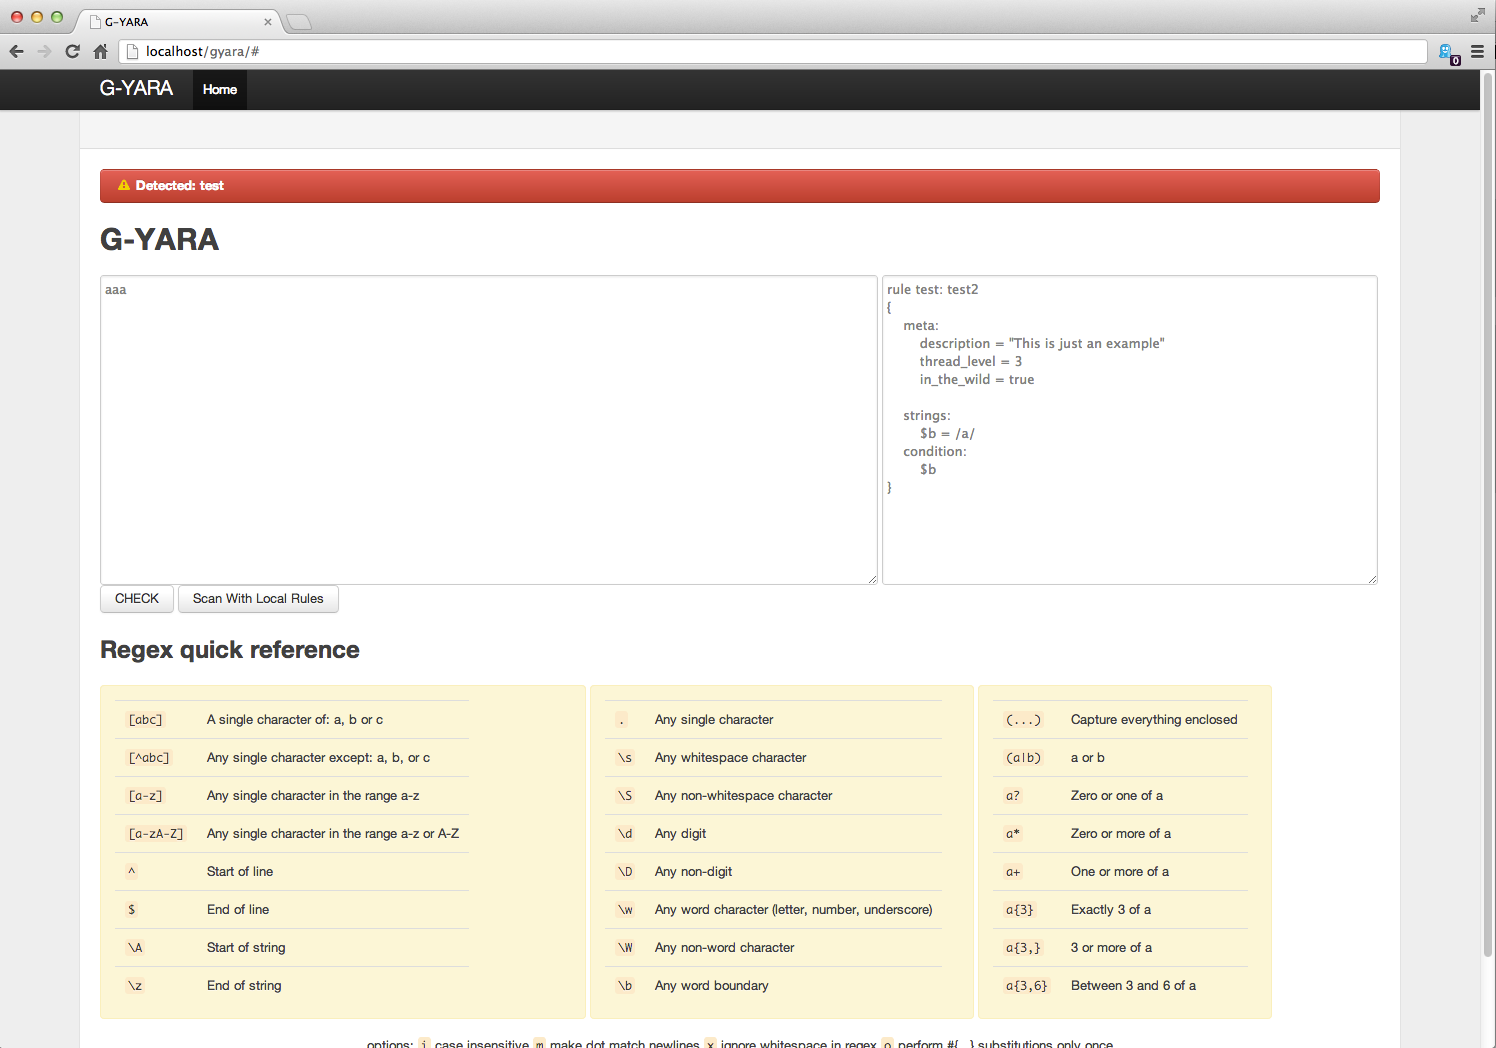 G-YARA
localhost/gyara/#
0
G-YARA Home
Detected: test
G-YARA
aaa
rule test: test2
{
meta:
description = "This is just an example"
thread_level = 3
in_the_wild = true
strings:
$b = /a/
condition:
$b
}
CHECK Scan With Local Rules
Regex quick reference
[abc] A single character of: a, b or c
[^abc] Any single character except: a, b, or c
[a-z] Any single character in the range a-z
[a-zA-Z] Any single character in the range a-z or A-Z
^ Start of line
$ End of line
\A Start of string
\z End of string
. Any single character
\s Any whitespace character
\S Any non-whitespace character
\d Any digit
\D Any non-digit
\w Any word character (letter, number, underscore)
\W Any non-word character
\b Any word boundary
(...) Capture everything enclosed
(a|b) a or b
a? Zero or one of a
a* Zero or more of a
a+ One or more of a
a{3} Exactly 3 of a
a{3,} 3 or more of a
a{3,6} Between 3 and 6 of a
options: i case insensitive m make dot match newlines x ignore whitespace in regex o perform #{...} substitutions only once